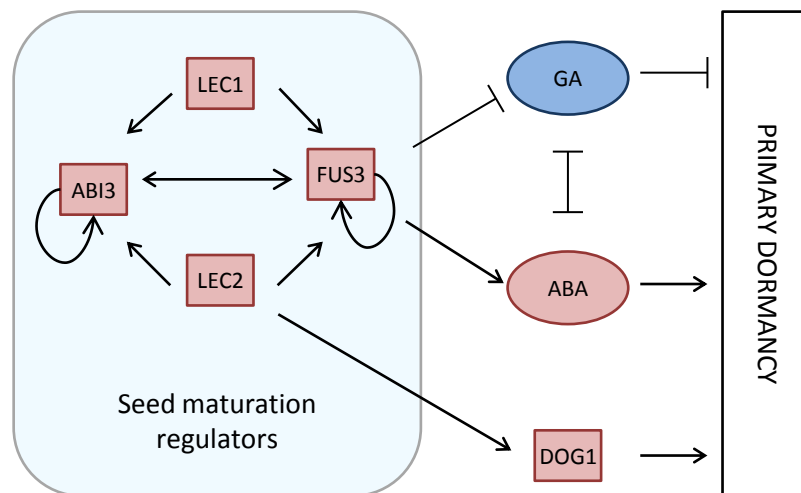 LEC1
GA
ABI3
FUS3
LEC2
ABA
Seed maturation
regulators
DOG1
PRIMARY DORMANCY